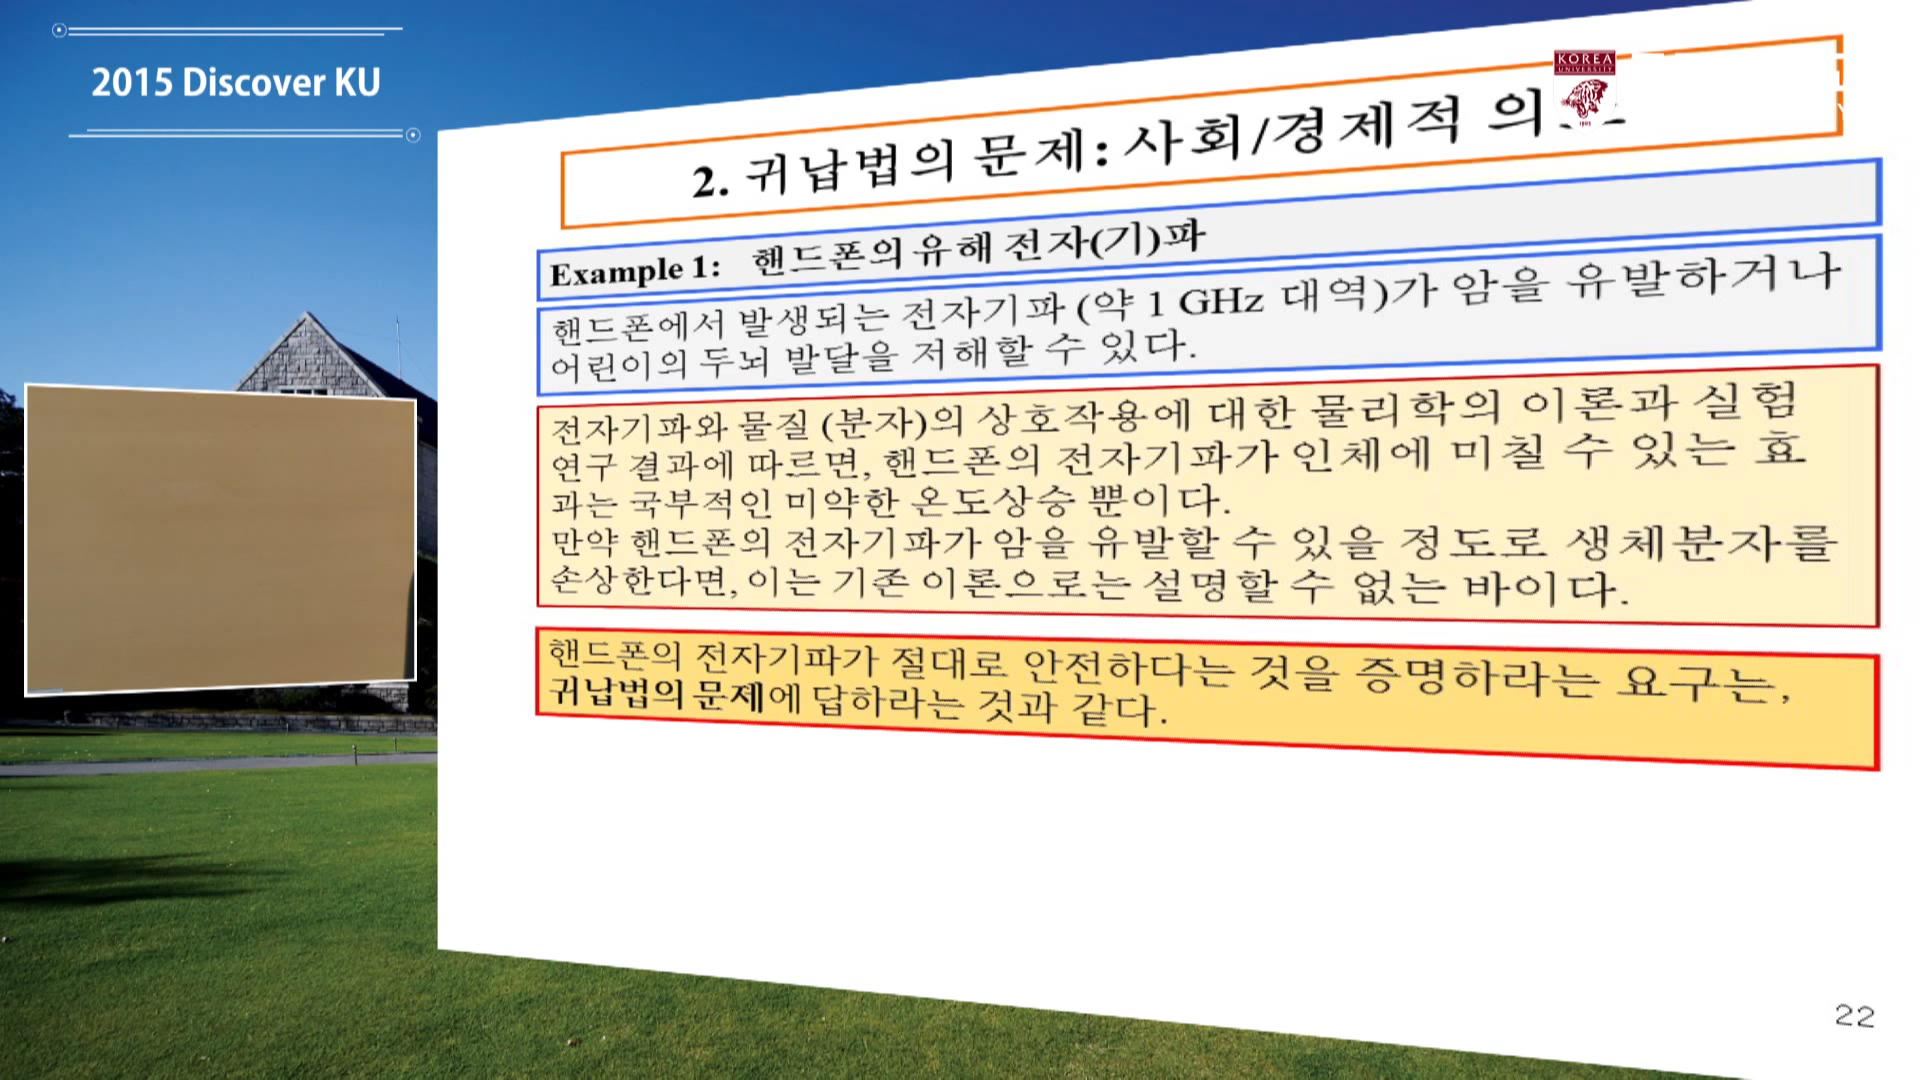 2015 Discover KU
KOREA
UNIVERSITY
2. 귀납법의 문제: 사회/경제적
Example 1: 핸드폰의 유해 전자(기)파
핸드폰에서 발생되는 전자기파 (약 1 GHz 대역)가 암을 유발하거나
어린이의 두뇌 발달을 저해할 수 있다.
전자기파와 물질 (분자)의 상호작용에 대한 물리학의 이론과 실험
연구 결과에 따르면, 핸드폰의 전자기파가 인체에 미칠 수 있는 효
과는 국부적인 미약한 온도상승 뿐이다.
만약 핸드폰의 전자기파가 암을 유발할 수 있을 정도로 생체분자를
손상한다면, 이는 기존 이론으로는 설명할 수 없는 바이다.
핸드폰의 전자기파가 절대로 안전하다는 것을 증명하라는 요구는,
귀납법의 문제에 답하라는 것과 같다.
22